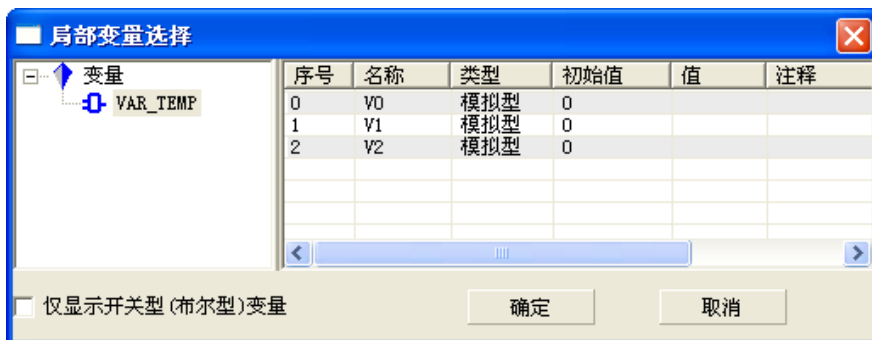 局部变量选择
变量
VAR_TEMP
序号 名称 类型 初始值 值 注释
0 V0 模拟型 0
1 V1 模拟型 0
2 V2 模拟型 0
仅显示开关型(布尔型)变量 确定 取消